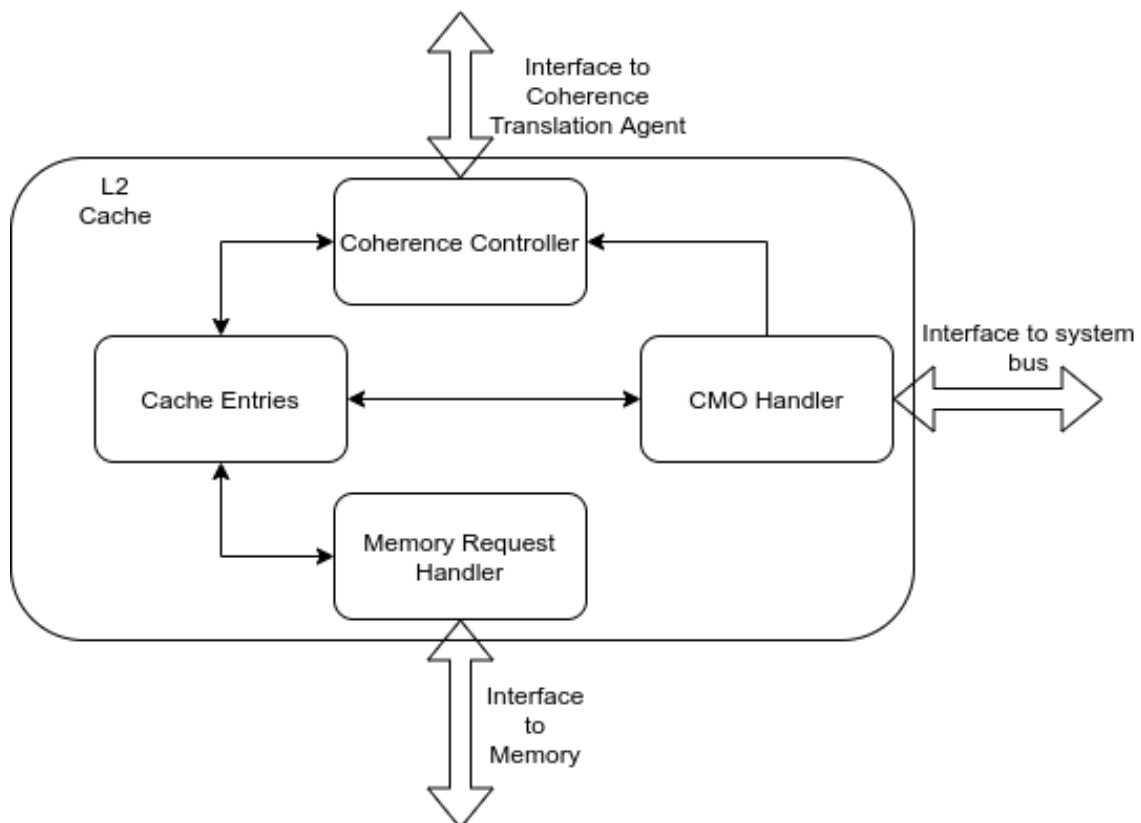 Interface to
Coherence
Translation Agent
L2
Cache
Coherence Controller
Interface to system
bus
Cache Entries
CMO Handler
Memory Request
Handler
Interface
to
Memory